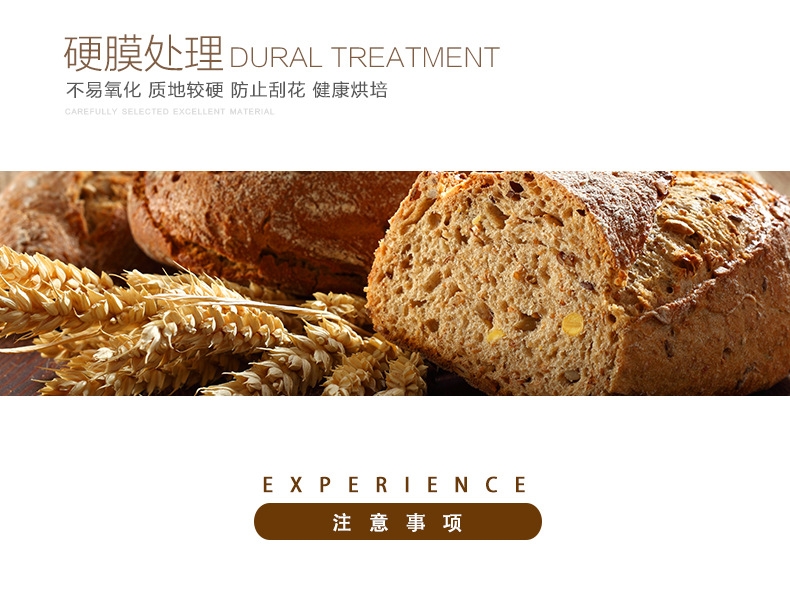 硬膜处理 DURAL TREATMENT
不易氧化 质地较硬 防止刮花 健康烘培
CAREFULLY SELECTED EXCELLENT MATERIAL
EXPERIENCE
注意事项